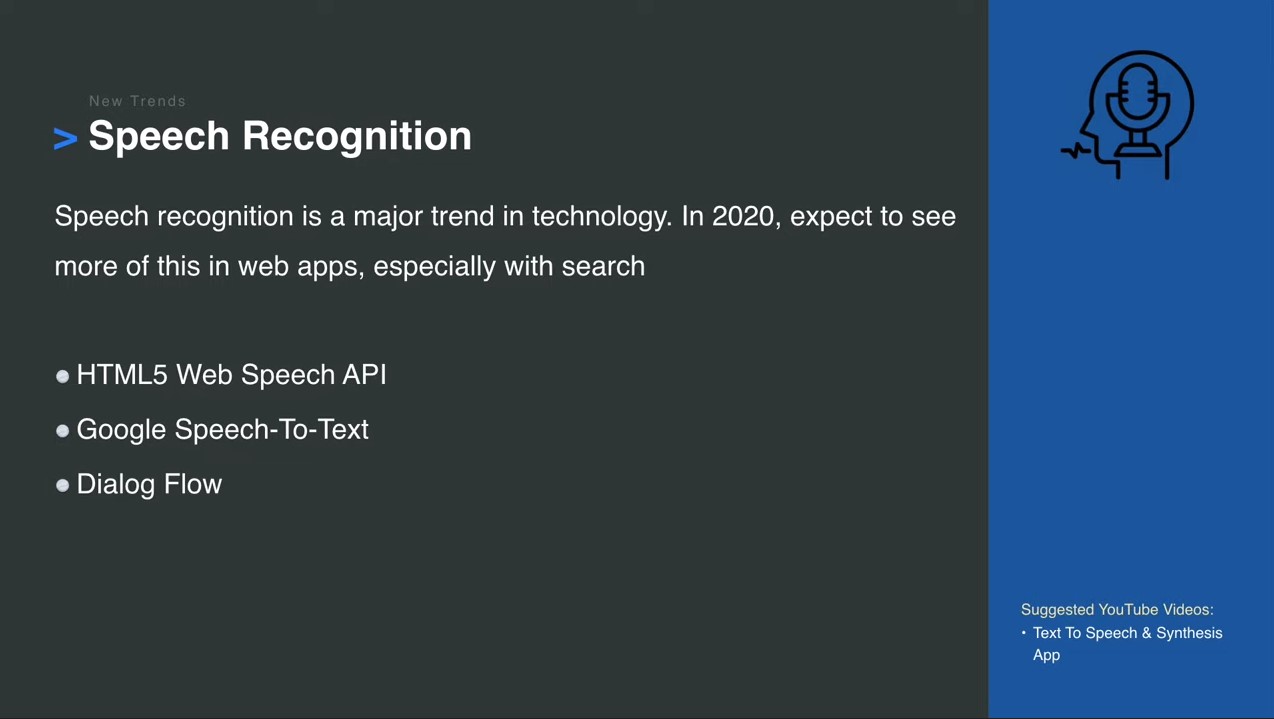 New Trends
> Speech Recognition
Speech recognition is a major trend in technology. In 2020, expect to see
more of this in web apps, especially with search
HTML5 Web Speech API
Google Speech-To-Text
Dialog Flow
Suggested YouTube Videos:
• Text To Speech & Synthesis
App